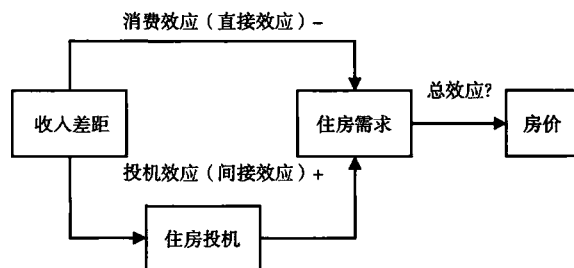 消费效应（直接效应）−
总效应?
收入差距
住房需求
房价
投机效应（间接效应）+
住房投机